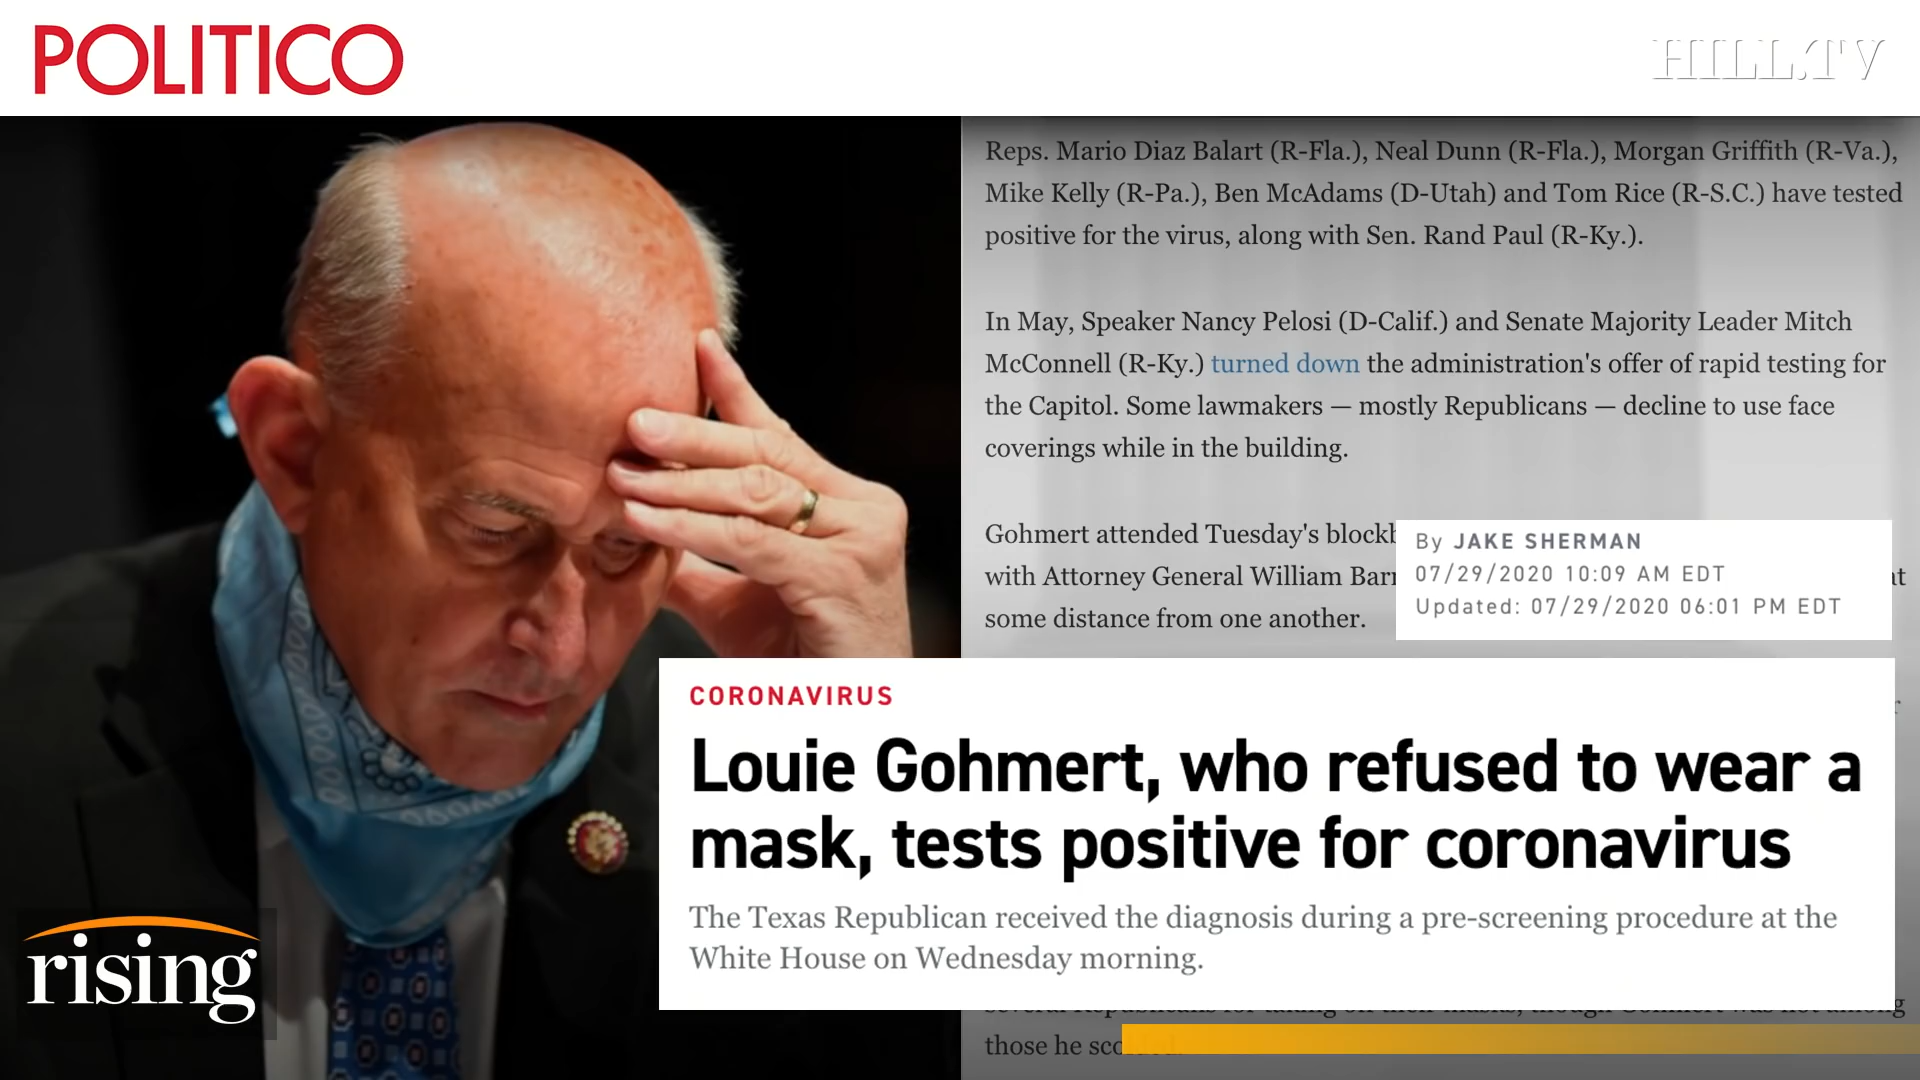 POLITICO
HILL.TV
Reps. Mario Diaz Balart (R-Fla.), Neal Dunn (R-Fla.), Morgan Griffith (R-Va.),
Mike Kelly (R-Pa.), Ben McAdams (D-Utah) and Tom Rice (R-S.C.) have tested
positive for the virus, along with Sen. Rand Paul (R-Ky.).
In May, Speaker Nancy Pelosi (D-Calif.) and Senate Majority Leader Mitch
McConnell (R-Ky.) turned down the administration's offer of rapid testing for
the Capitol. Some lawmakers — mostly Republicans — decline to use face
coverings while in the building.
Gohmert attended Tuesday's
with Attorney General William
some distance from one another.
By JAKE SHERMAN
07/29/2020 10:09 AM EDT
Updated: 07/29/2020 06:01 PM EDT
CORONAVIRUS
Louie Gohmert, who refused to wear a
mask, tests positive for coronavirus
The Texas Republican received the diagnosis during a pre-screening procedure at the
White House on Wednesday morning.
those he
rising